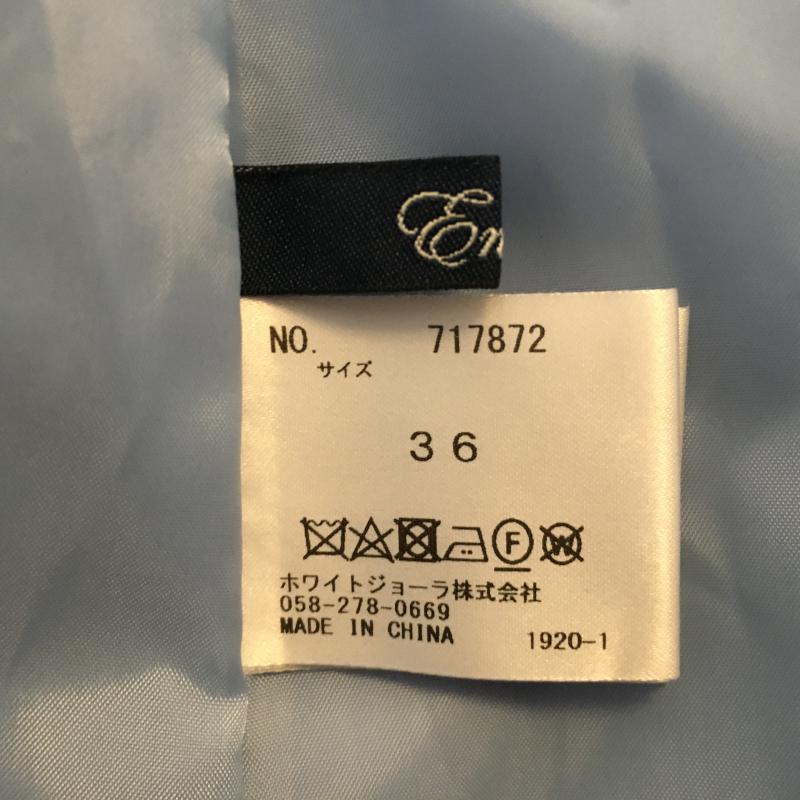 En
NO. 717872
サイズ
36
F W
ホワイトジョーラ株式会社
058-278-0669
MADE IN CHINA 1920-1